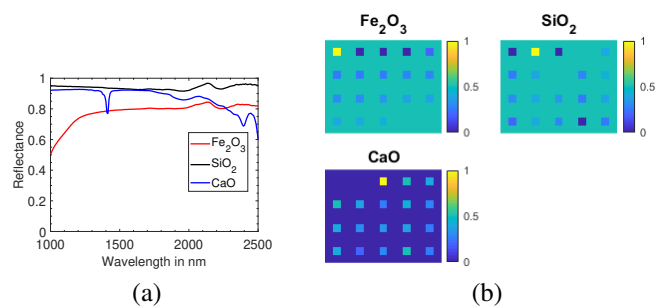 Fe₂O₃
SiO₂
1
0.5
0
1
0.5
0
1
0.8
0.6
0.4
0.2
0
Reflectance
Fe₂O₃
SiO₂
CaO
1000
1500
2000
2500
Wavelength in nm
CaO
1
0.5
0
(a)
(b)